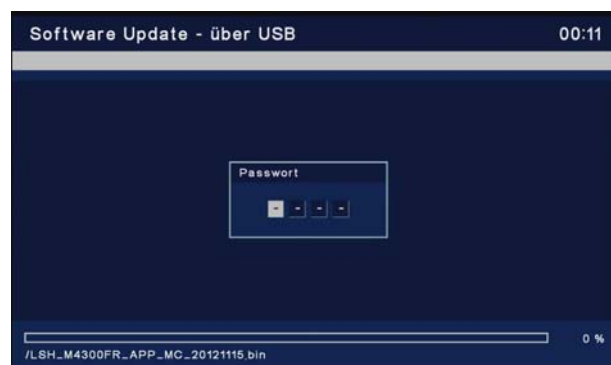 Software Update - über USB 00:11
Passwort
- - - -
0 %
/LSH_M4300FR_APP_MC_20121115.bin